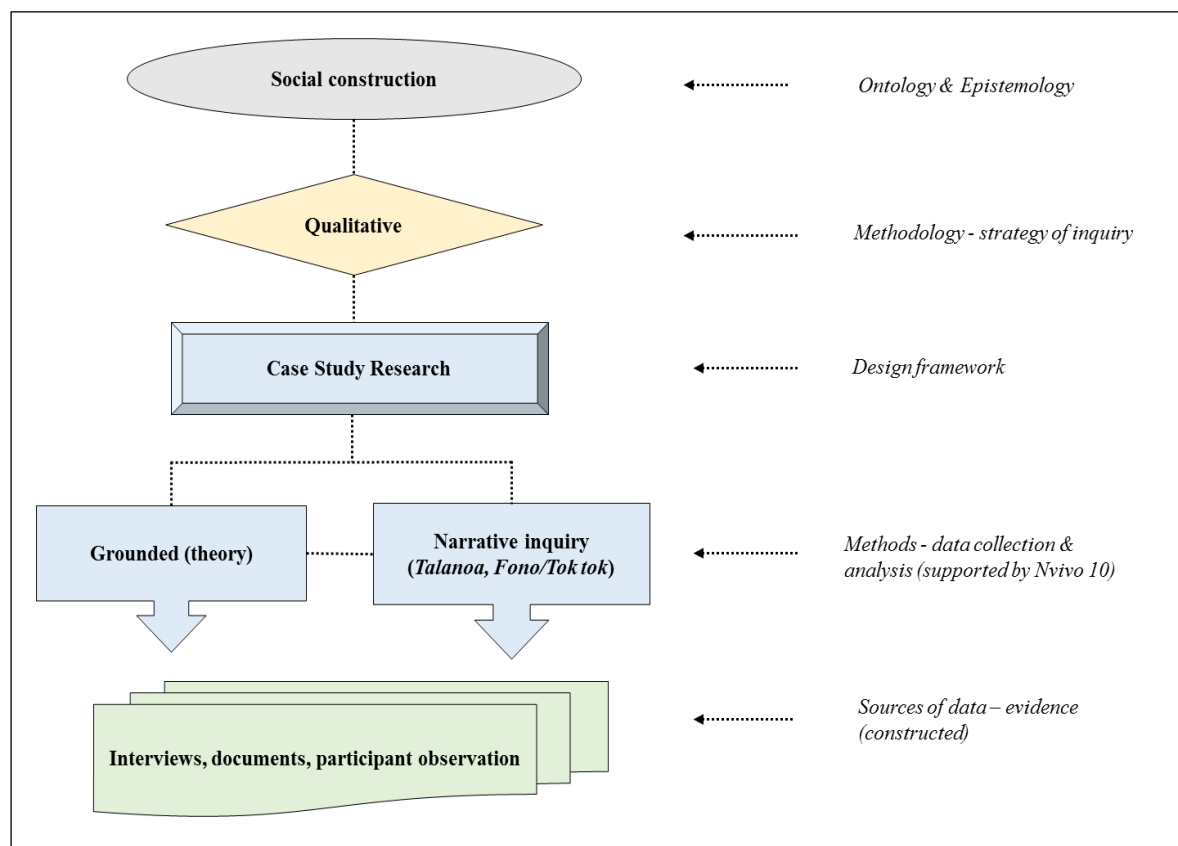 Social construction
Ontology & Epistemology
Qualitative
Methodology - strategy of inquiry
Case Study Research
Design framework
Grounded (theory)
Narrative inquiry
(Talanoa, Fono/Tok tok)
Methods - data collection &
analysis (supported by Nvivo 10)
Interviews, documents, participant observation
Sources of data – evidence
(constructed)